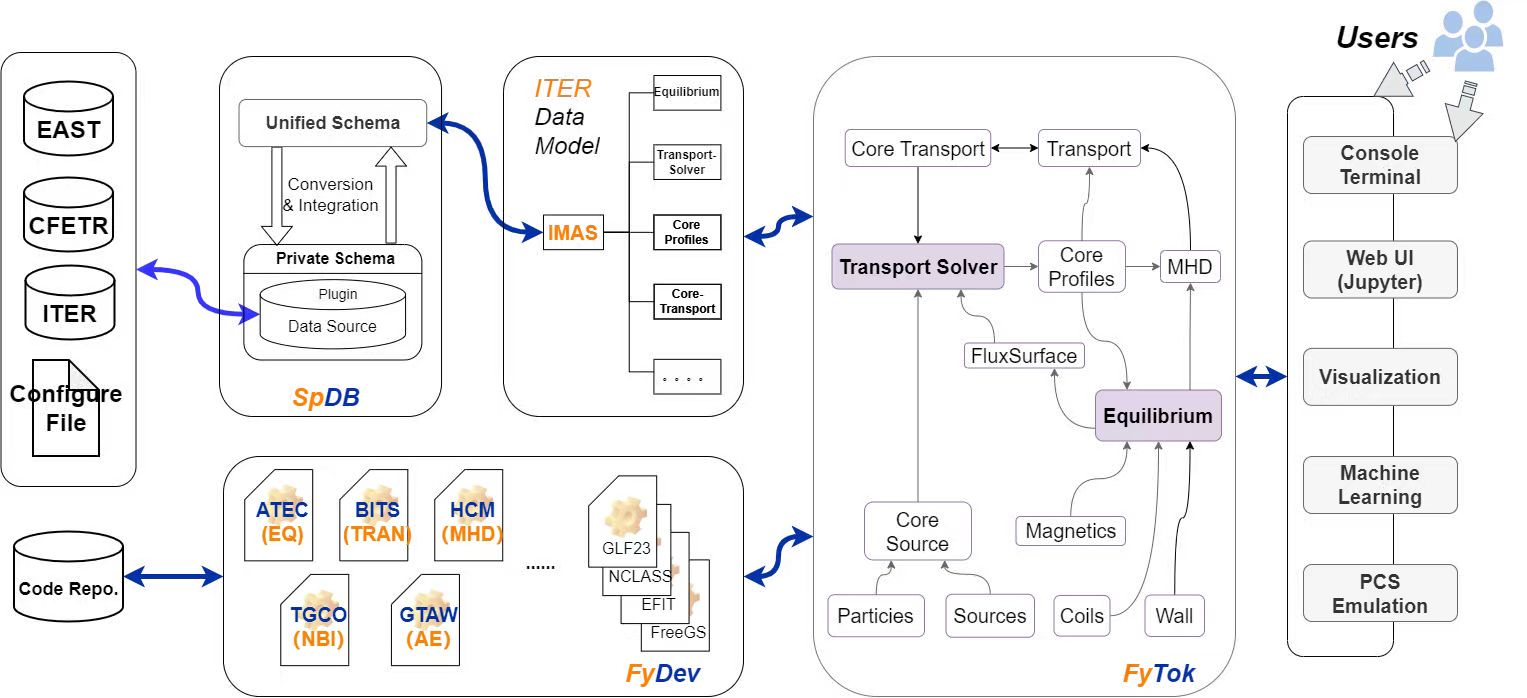 Users
EAST
CFETR
ITER
Configure
File
Unified Schema
Conversion
& Integration
Private Schema
Plugin
Data Source
SpDB
ITER
Data
Model
IMAS
Equilibrium
Transport-
Solver
Core
Profiles
Core-
Transport
。。。。
Core Transport
Transport
Transport Solver
Core
Profiles
MHD
FluxSurface
Equilibrium
Core
Source
Magnetics
Particies
Sources
Coils
Wall
FyTok
Console
Terminal
Web UI
(Jupyter)
Visualization
Machine
Learning
PCS
Emulation
Code Repo.
ATEC
(EQ)
BITS
(TRAN)
HCM
(MHD)
TGCO
(NBI)
GTAW
(AE)
......
GLF23
NCLASS
EFIT
FreeGS
FyDev